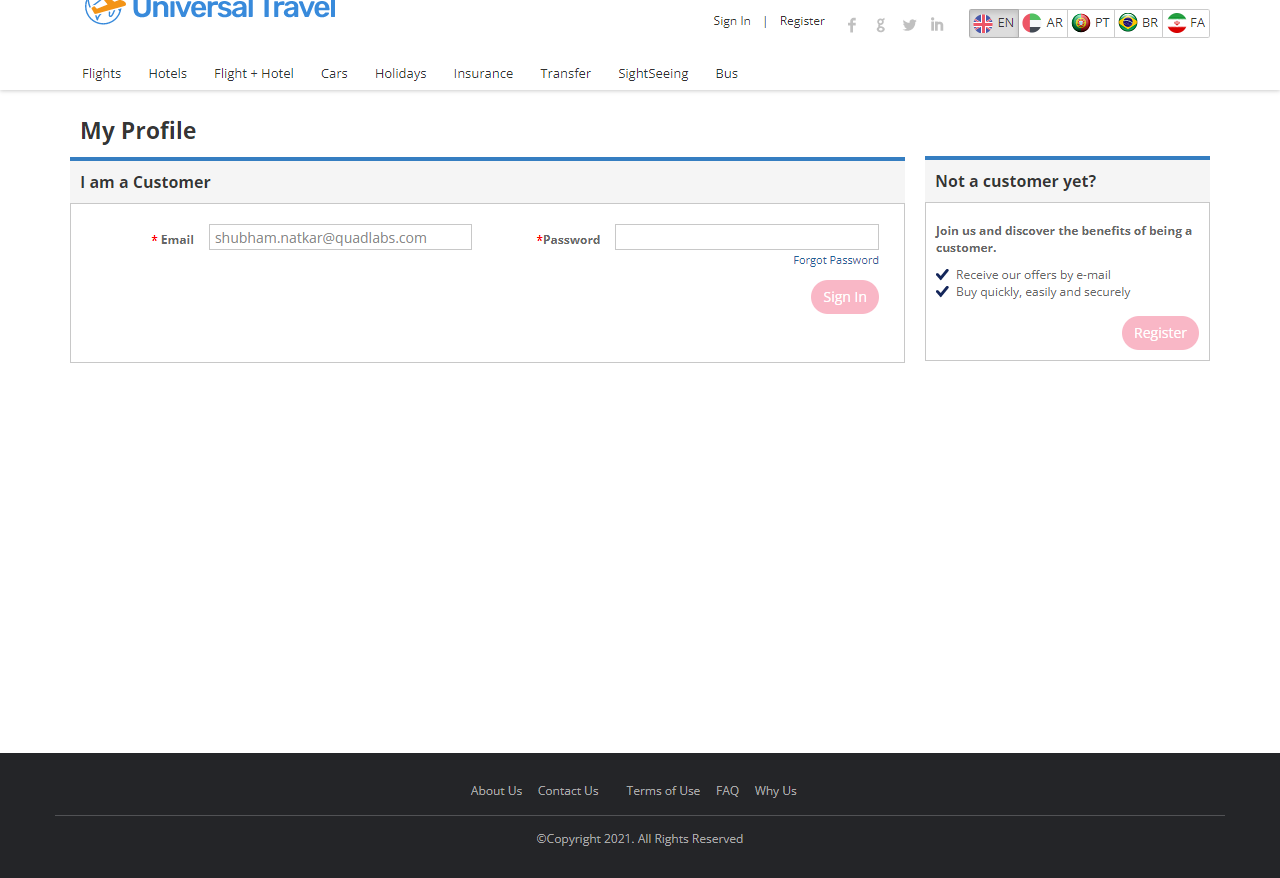 Universal Travel
Sign In | Register
EN AR PT BR FA
Flights Hotels Flight + Hotel Cars Holidays Insurance Transfer SightSeeing Bus
My Profile
I am a Customer
* Email shubham.natkar@quadlabs.com *Password
Forgot Password
Sign In
Not a customer yet?
Join us and discover the benefits of being a
customer.
Receive our offers by e-mail
Buy quickly, easily and securely
Register
About Us Contact Us Terms of Use FAQ Why Us
©Copyright 2021. All Rights Reserved